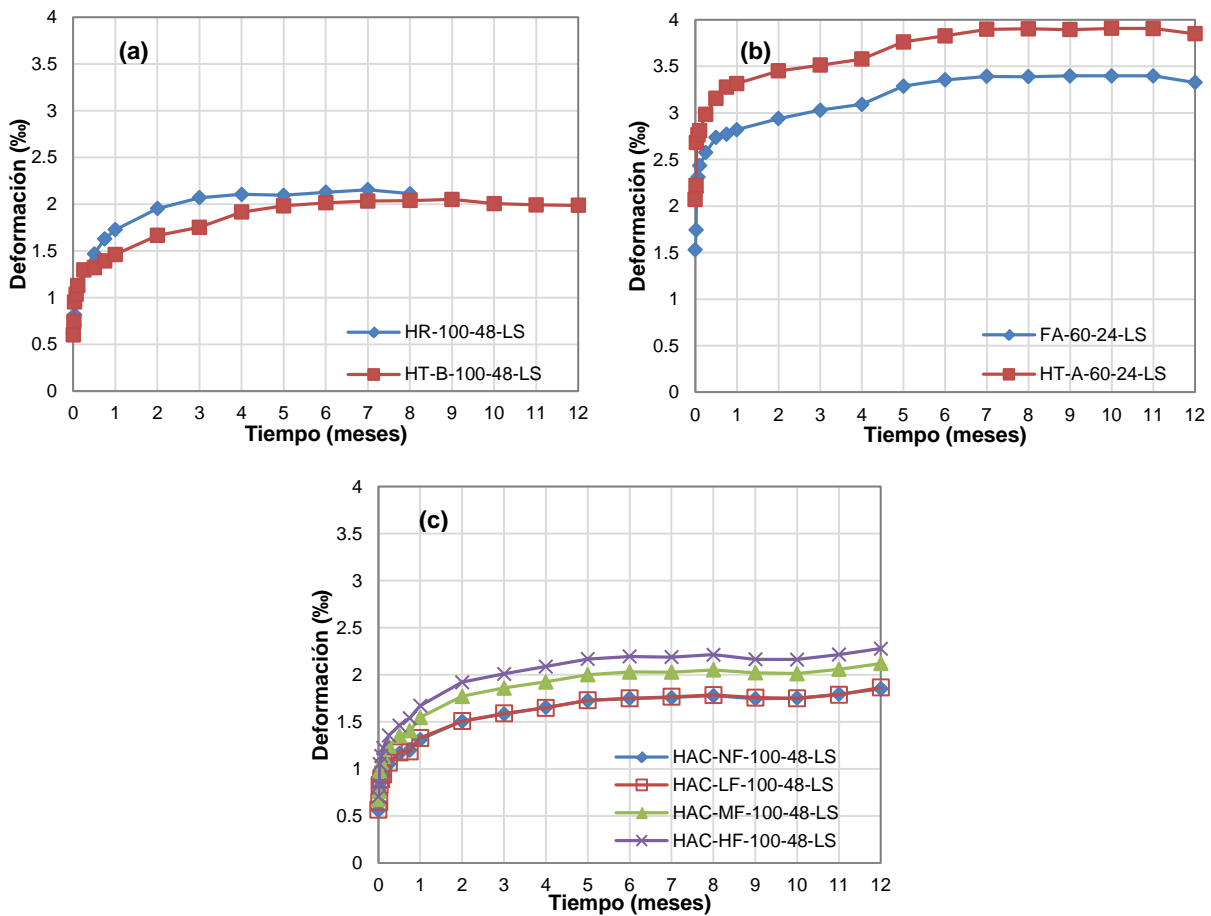 (a)
Deformación (‰)
4
3.5
3
2.5
2
1.5
1
0.5
0
0 1 2 3 4 5 6 7 8 9 10 11 12
Tiempo (meses)
HR-100-48-LS
HT-B-100-48-LS
(b)
Deformación (‰)
4
3.5
3
2.5
2
1.5
1
0.5
0
0 1 2 3 4 5 6 7 8 9 10 11 12
Tiempo (meses)
FA-60-24-LS
HT-A-60-24-LS
(c)
Deformación (‰)
4
3.5
3
2.5
2
1.5
1
0.5
0
0 1 2 3 4 5 6 7 8 9 10 11 12
Tiempo (meses)
HAC-NF-100-48-LS
HAC-LF-100-48-LS
HAC-MF-100-48-LS
HAC-HF-100-48-LS